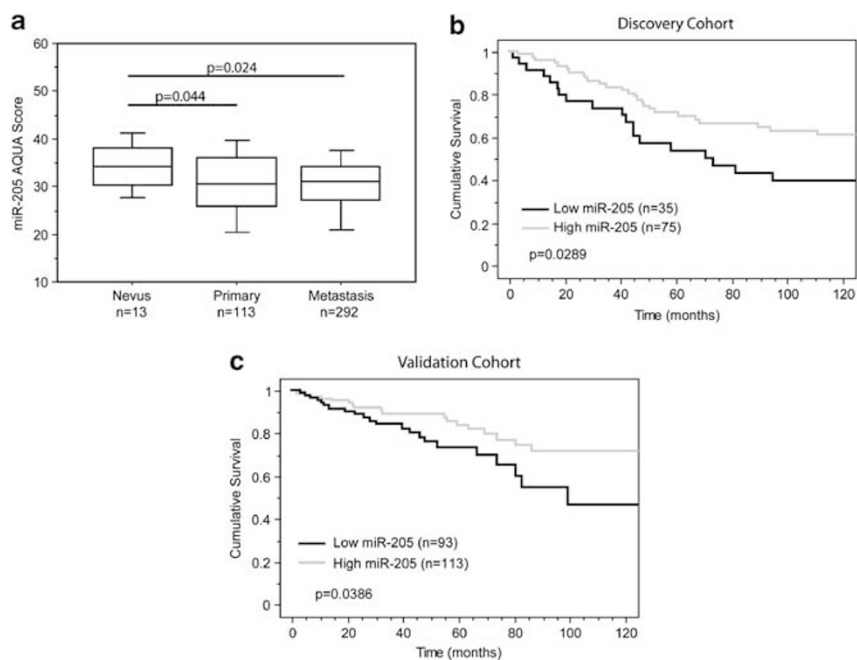 a
miR-205 AQUA Score
60
50
40
30
20
10
p=0.024
p=0.044
Nevus
n=13
Primary
n=113
Metastasis
n=292
b
Discovery Cohort
Cumulative Survival
1
0.8
0.6
0.4
0.2
0
Low miR-205 (n=35)
High miR-205 (n=75)
p=0.0289
0 20 40 60 80 100 120
Time (months)
c
Validation Cohort
Cumulative Survival
1
0.8
0.6
0.4
0.2
0
Low miR-205 (n=93)
High miR-205 (n=113)
p=0.0386
0 20 40 60 80 100 120
Time (months)